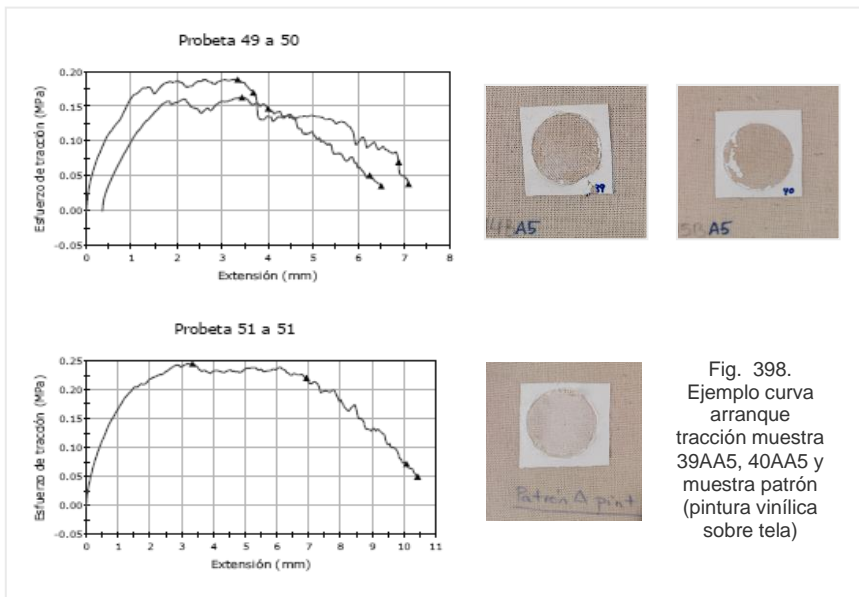 Probeta 49 a 50
Esfuerzo de tracción (MPa)
0.20
0.15
0.10
0.05
0.00
-0.05
0 1 2 3 4 5 6 7 8
Extensión (mm)
39
A5
40
A5
Probeta 51 a 51
Esfuerzo de tracción (MPa)
0.25
0.20
0.15
0.10
0.05
0.00
-0.05
0 1 2 3 4 5 6 7 8 9 10 11
Extensión (mm)
Patrón A pint
Fig. 398.
Ejemplo curva
arranque
tracción muestra
39AA5, 40AA5 y
muestra patrón
(pintura vinílica
sobre tela)